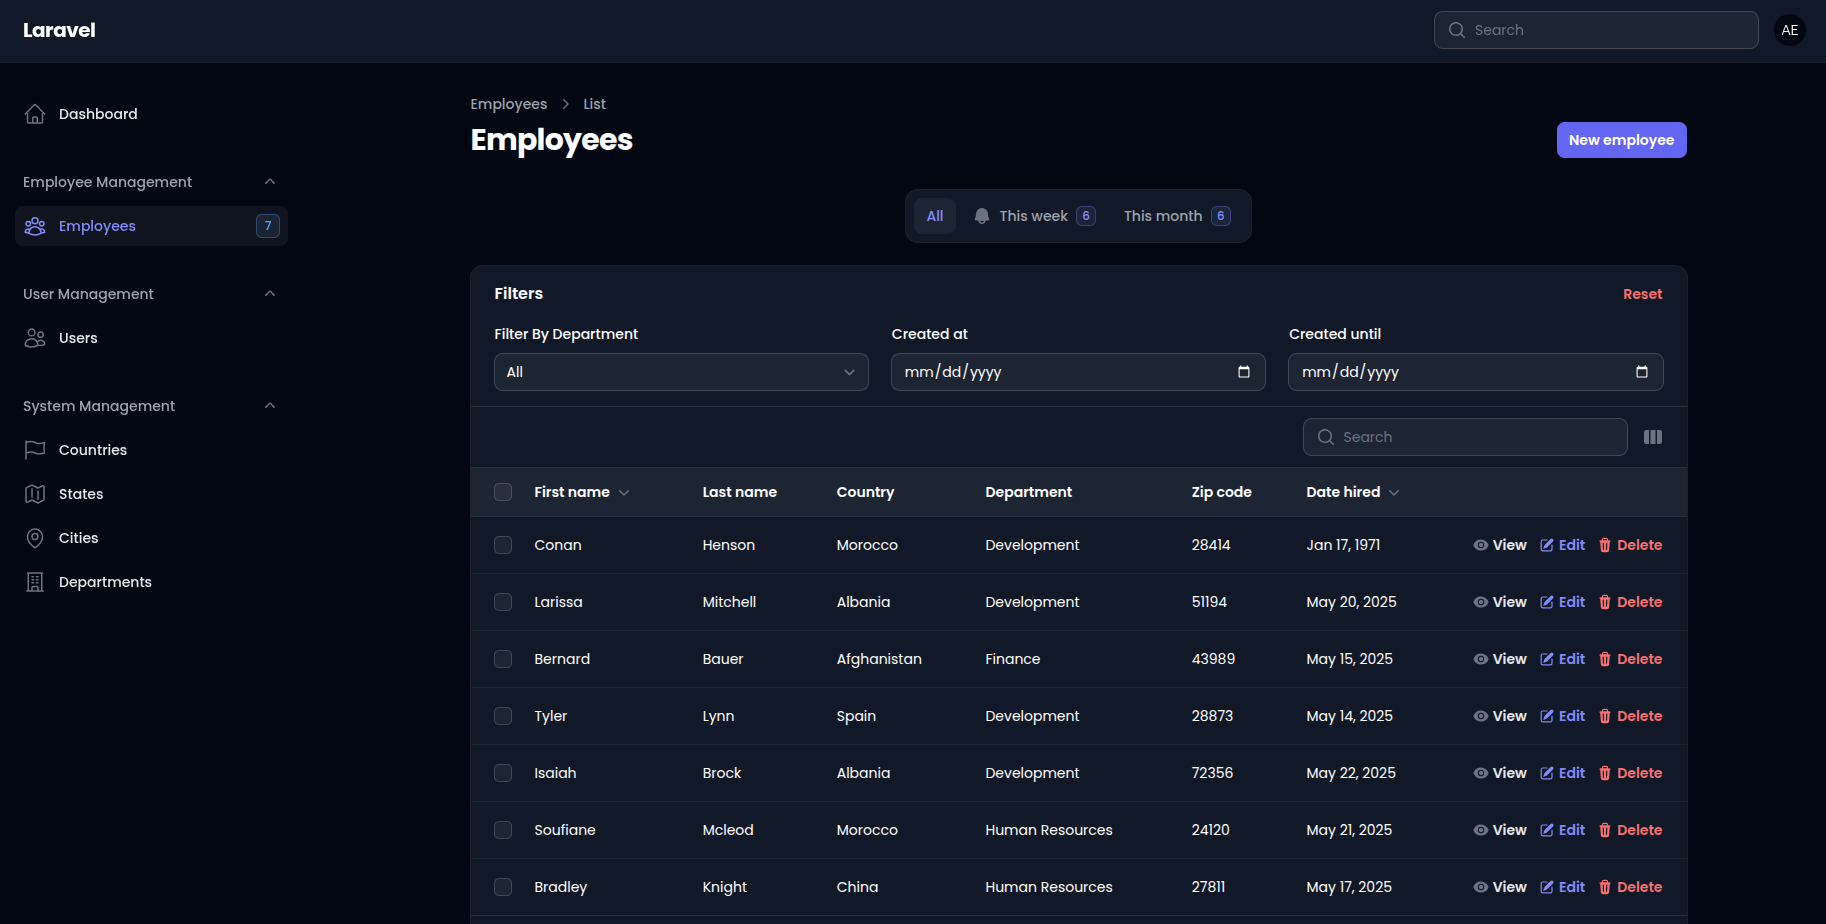 Laravel
Search
AE
Dashboard
Employee Management
Employees 7
User Management
Users
System Management
Countries
States
Cities
Departments
Employees > List
Employees
New employee
All This week 6 This month 6
Filters Reset
Filter By Department Created at Created until
All mm/dd/yyyy mm/dd/yyyy
Search
First name Last name Country Department Zip code Date hired
Conan Henson Morocco Development 28414 Jan 17, 1971 View Edit Delete
Larissa Mitchell Albania Development 51194 May 20, 2025 View Edit Delete
Bernard Bauer Afghanistan Finance 43989 May 15, 2025 View Edit Delete
Tyler Lynn Spain Development 28873 May 14, 2025 View Edit Delete
Isaiah Brock Albania Development 72356 May 22, 2025 View Edit Delete
Soufiane Mcleod Morocco Human Resources 24120 May 21, 2025 View Edit Delete
Bradley Knight China Human Resources 27811 May 17, 2025 View Edit Delete